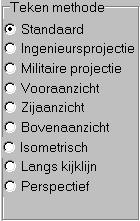 Teken methode
Standaard
Ingenieursprojectie
Militaire projectie
Vooraanzicht
Zijaanzicht
Bovenaanzicht
Isometrisch
Langs kijklijn
Perspectief